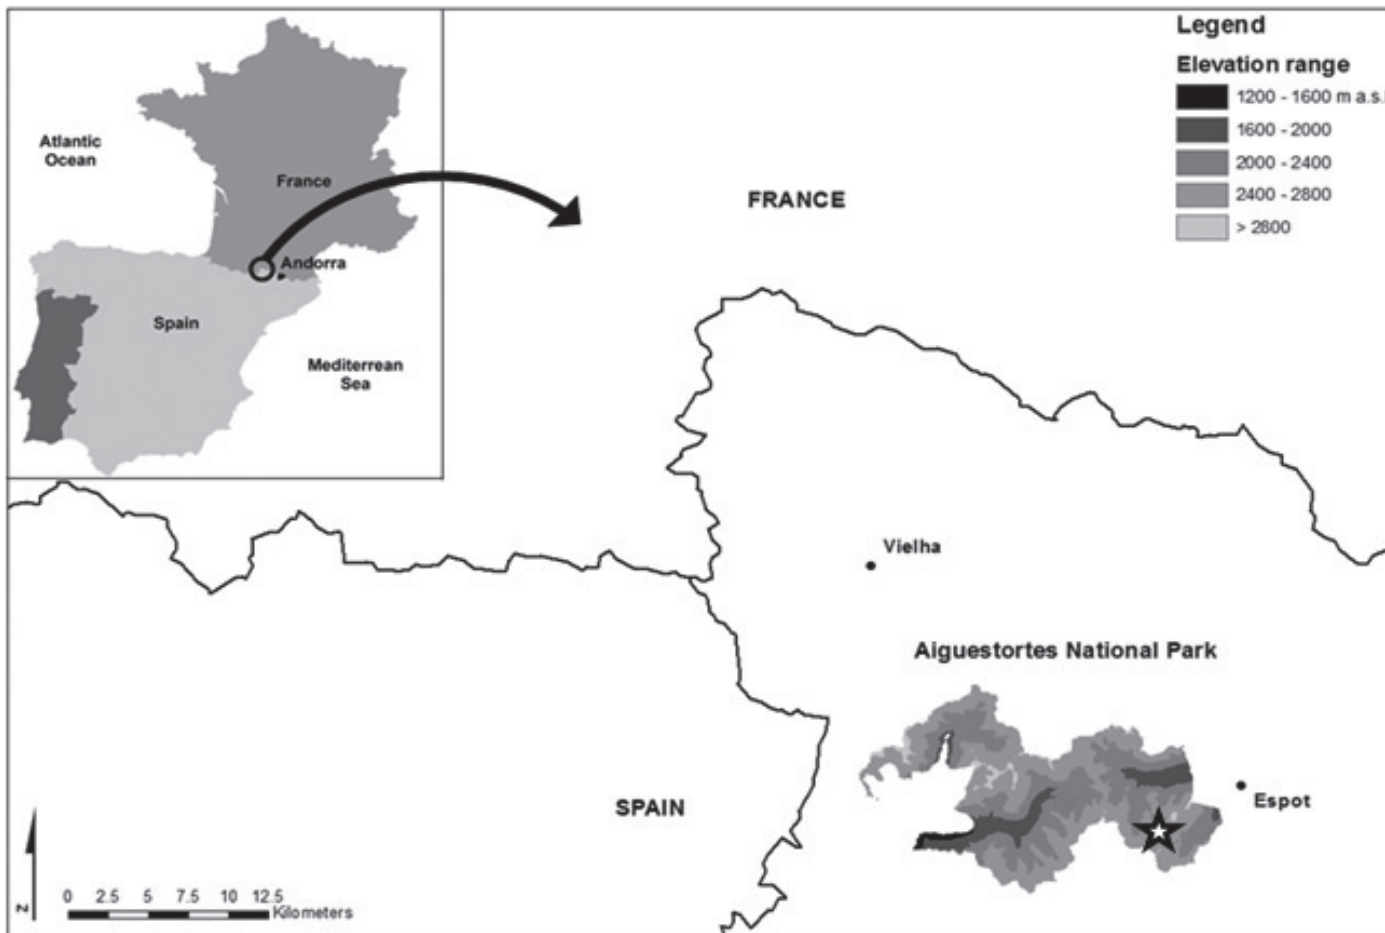 Legend
Elevation range
1200 - 1600 m a.s.l
1600 - 2000
2000 - 2400
2400 - 2800
> 2800
Atlantic
Ocean
France
Andorra
Spain
Mediterrean
Sea
FRANCE
Vielha
Aiguestortes National Park
SPAIN
Espot
N
0 2.5 5 7.5 10 12.5
Kilometers